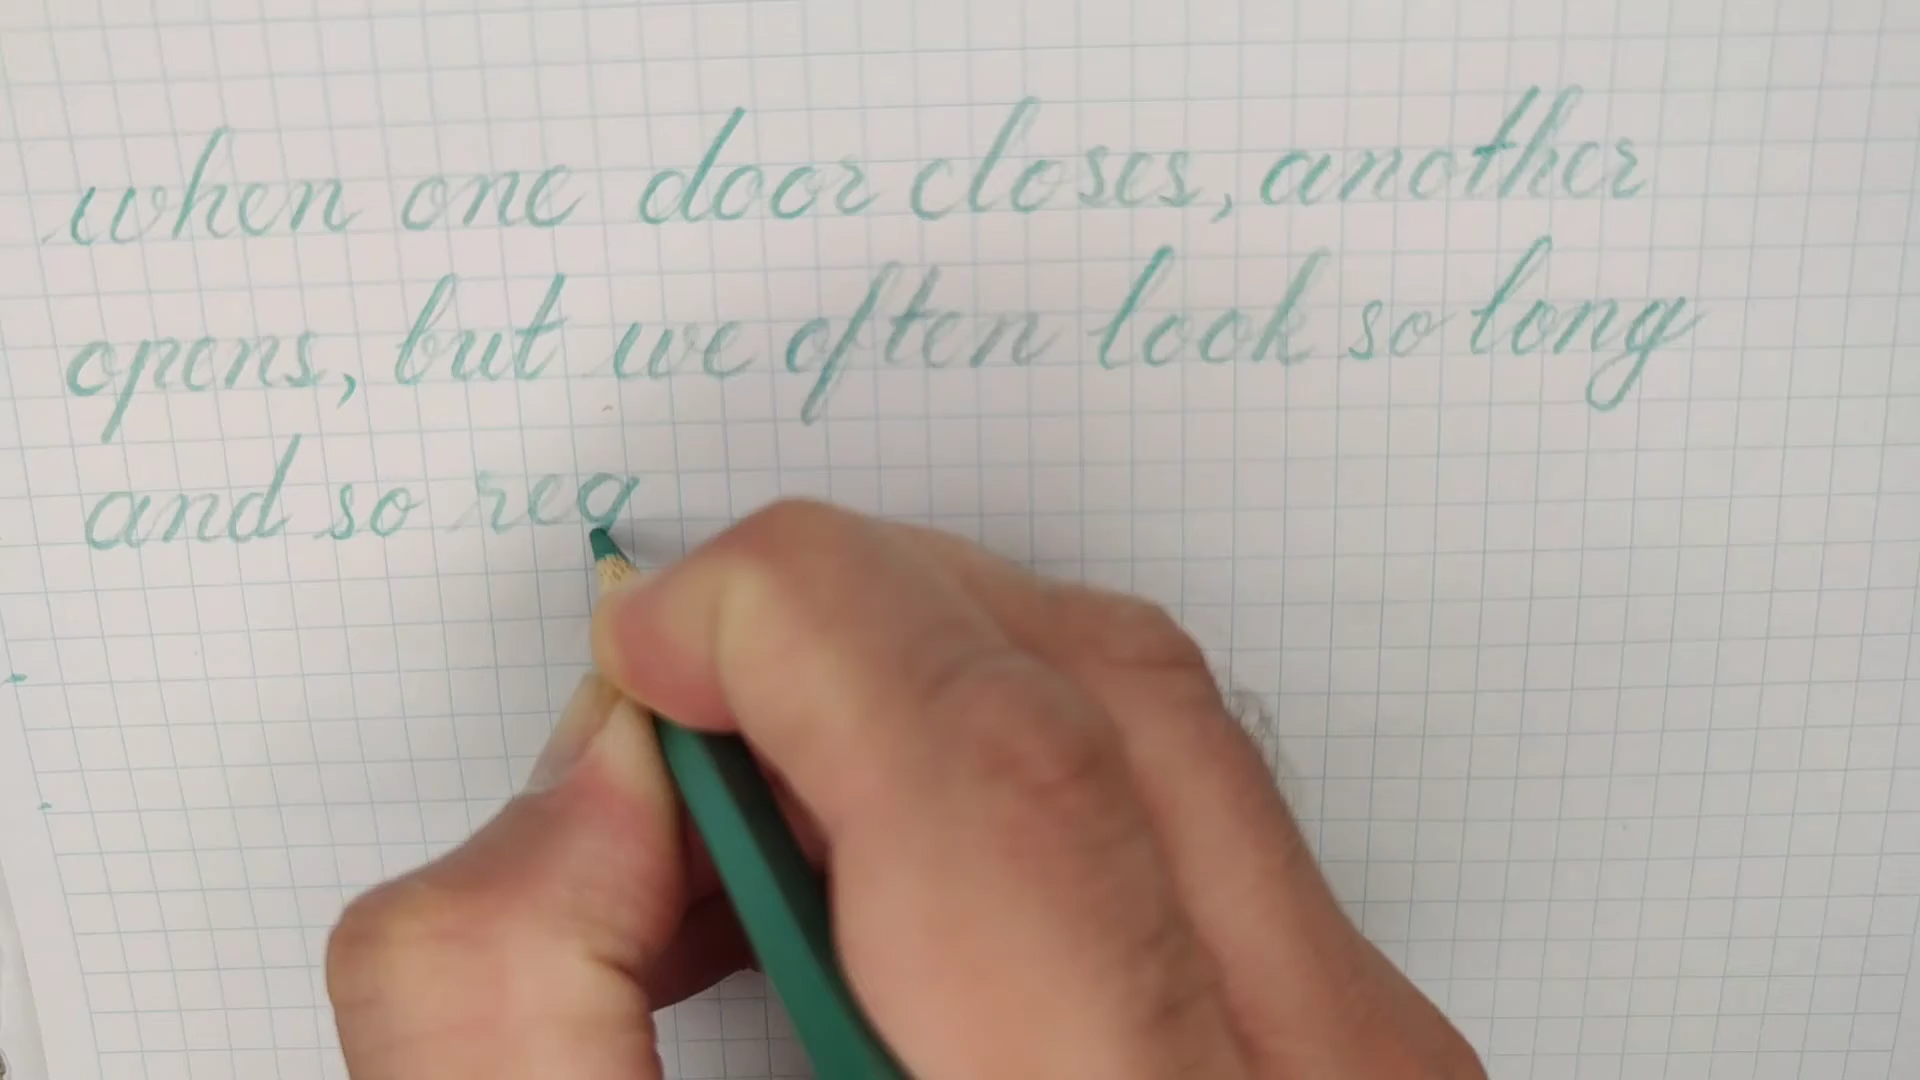 when one door closes, another
opens, but we often look so long
and so reg